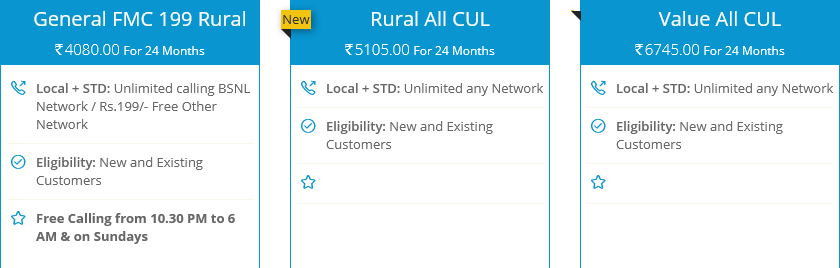 General FMC 199 Rural
₹4080.00 For 24 Months
Local + STD: Unlimited calling BSNL
Network / Rs.199/- Free Other
Network
Eligibility: New and Existing
Customers
Free Calling from 10.30 PM to 6
AM & on Sundays
New
Rural All CUL
₹5105.00 For 24 Months
Local + STD: Unlimited any Network
Eligibility: New and Existing
Customers
Value All CUL
₹6745.00 For 24 Months
Local + STD: Unlimited any Network
Eligibility: New and Existing
Customers